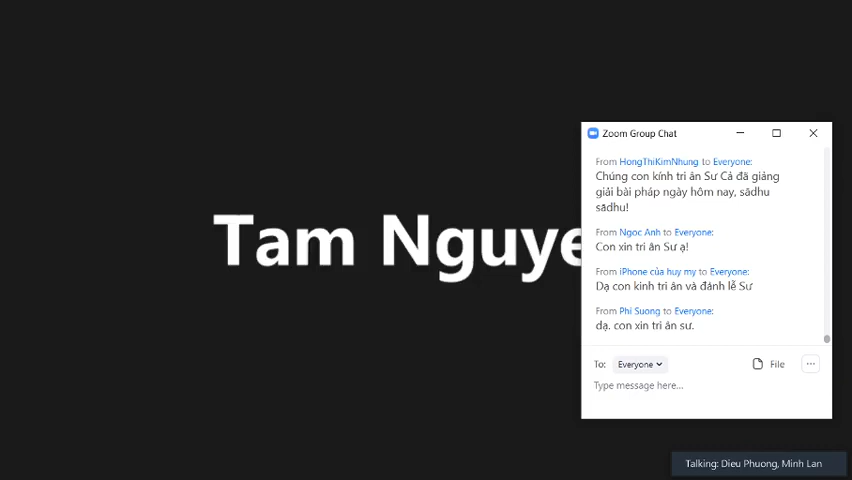 Tam Nguye
Zoom Group Chat
From HongThiKimNhung to Everyone:
Chúng con kính tri ân Sư Cả đã giảng
giải bài pháp ngày hôm nay, sādhu
sādhu!
From Ngoc Anh to Everyone:
Con xin tri ân Sư ạ!
From iPhone của huy my to Everyone:
Dạ con kinh tri ân và đảnh lễ Sư
From Phi Suong to Everyone:
dạ. con xin tri ân sư.
To: Everyone File ...
Type message here...
Talking: Dieu Phuong, Minh Lan